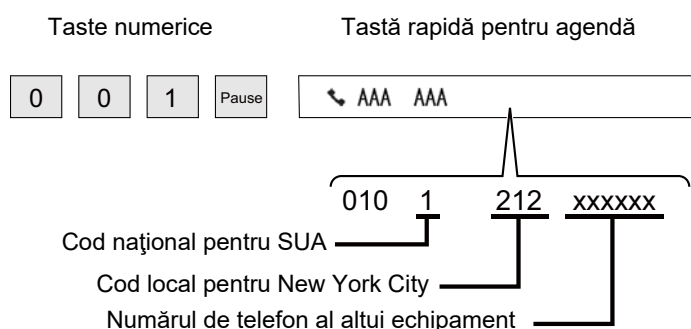 Taste numerice Tastă rapidă pentru agendă
0 0 1 Pause AAA AAA
010 1 212 xxxxxx
Cod naţional pentru SUA
Cod local pentru New York City
Numărul de telefon al altui echipament